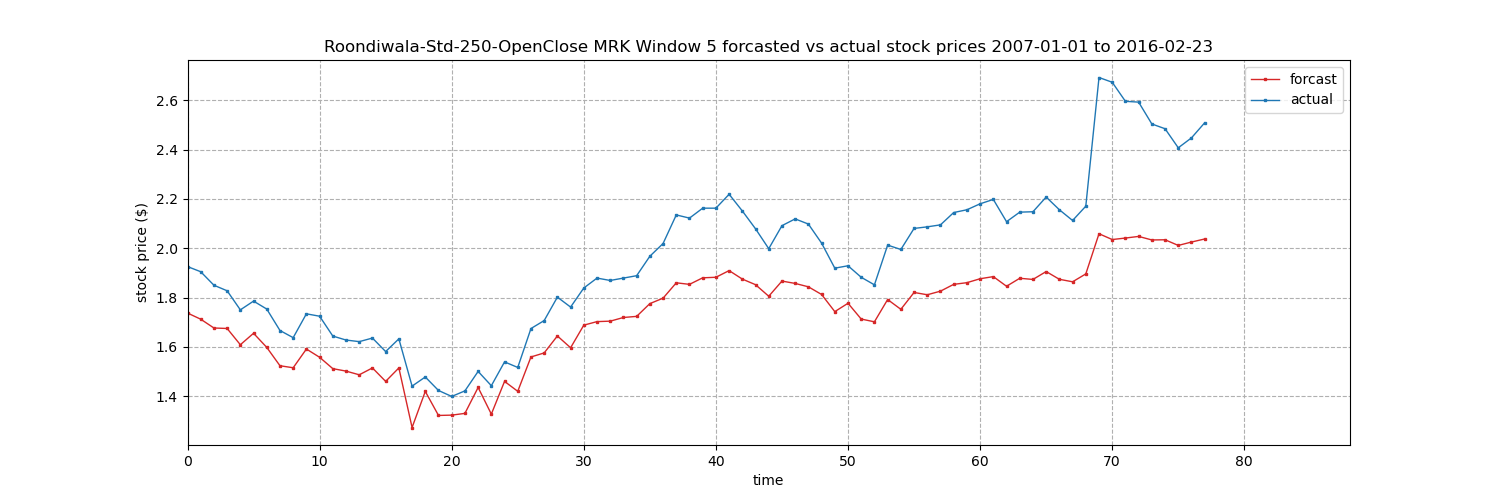 Roondiwala-Std-250-OpenClose MRK Window 5 forcasted vs actual stock prices 2007-01-01 to 2016-02-23
forcast
actual
stock price ($)
2.6
2.4
2.2
2.0
1.8
1.6
1.4
0 10 20 30 40 50 60 70 80
time